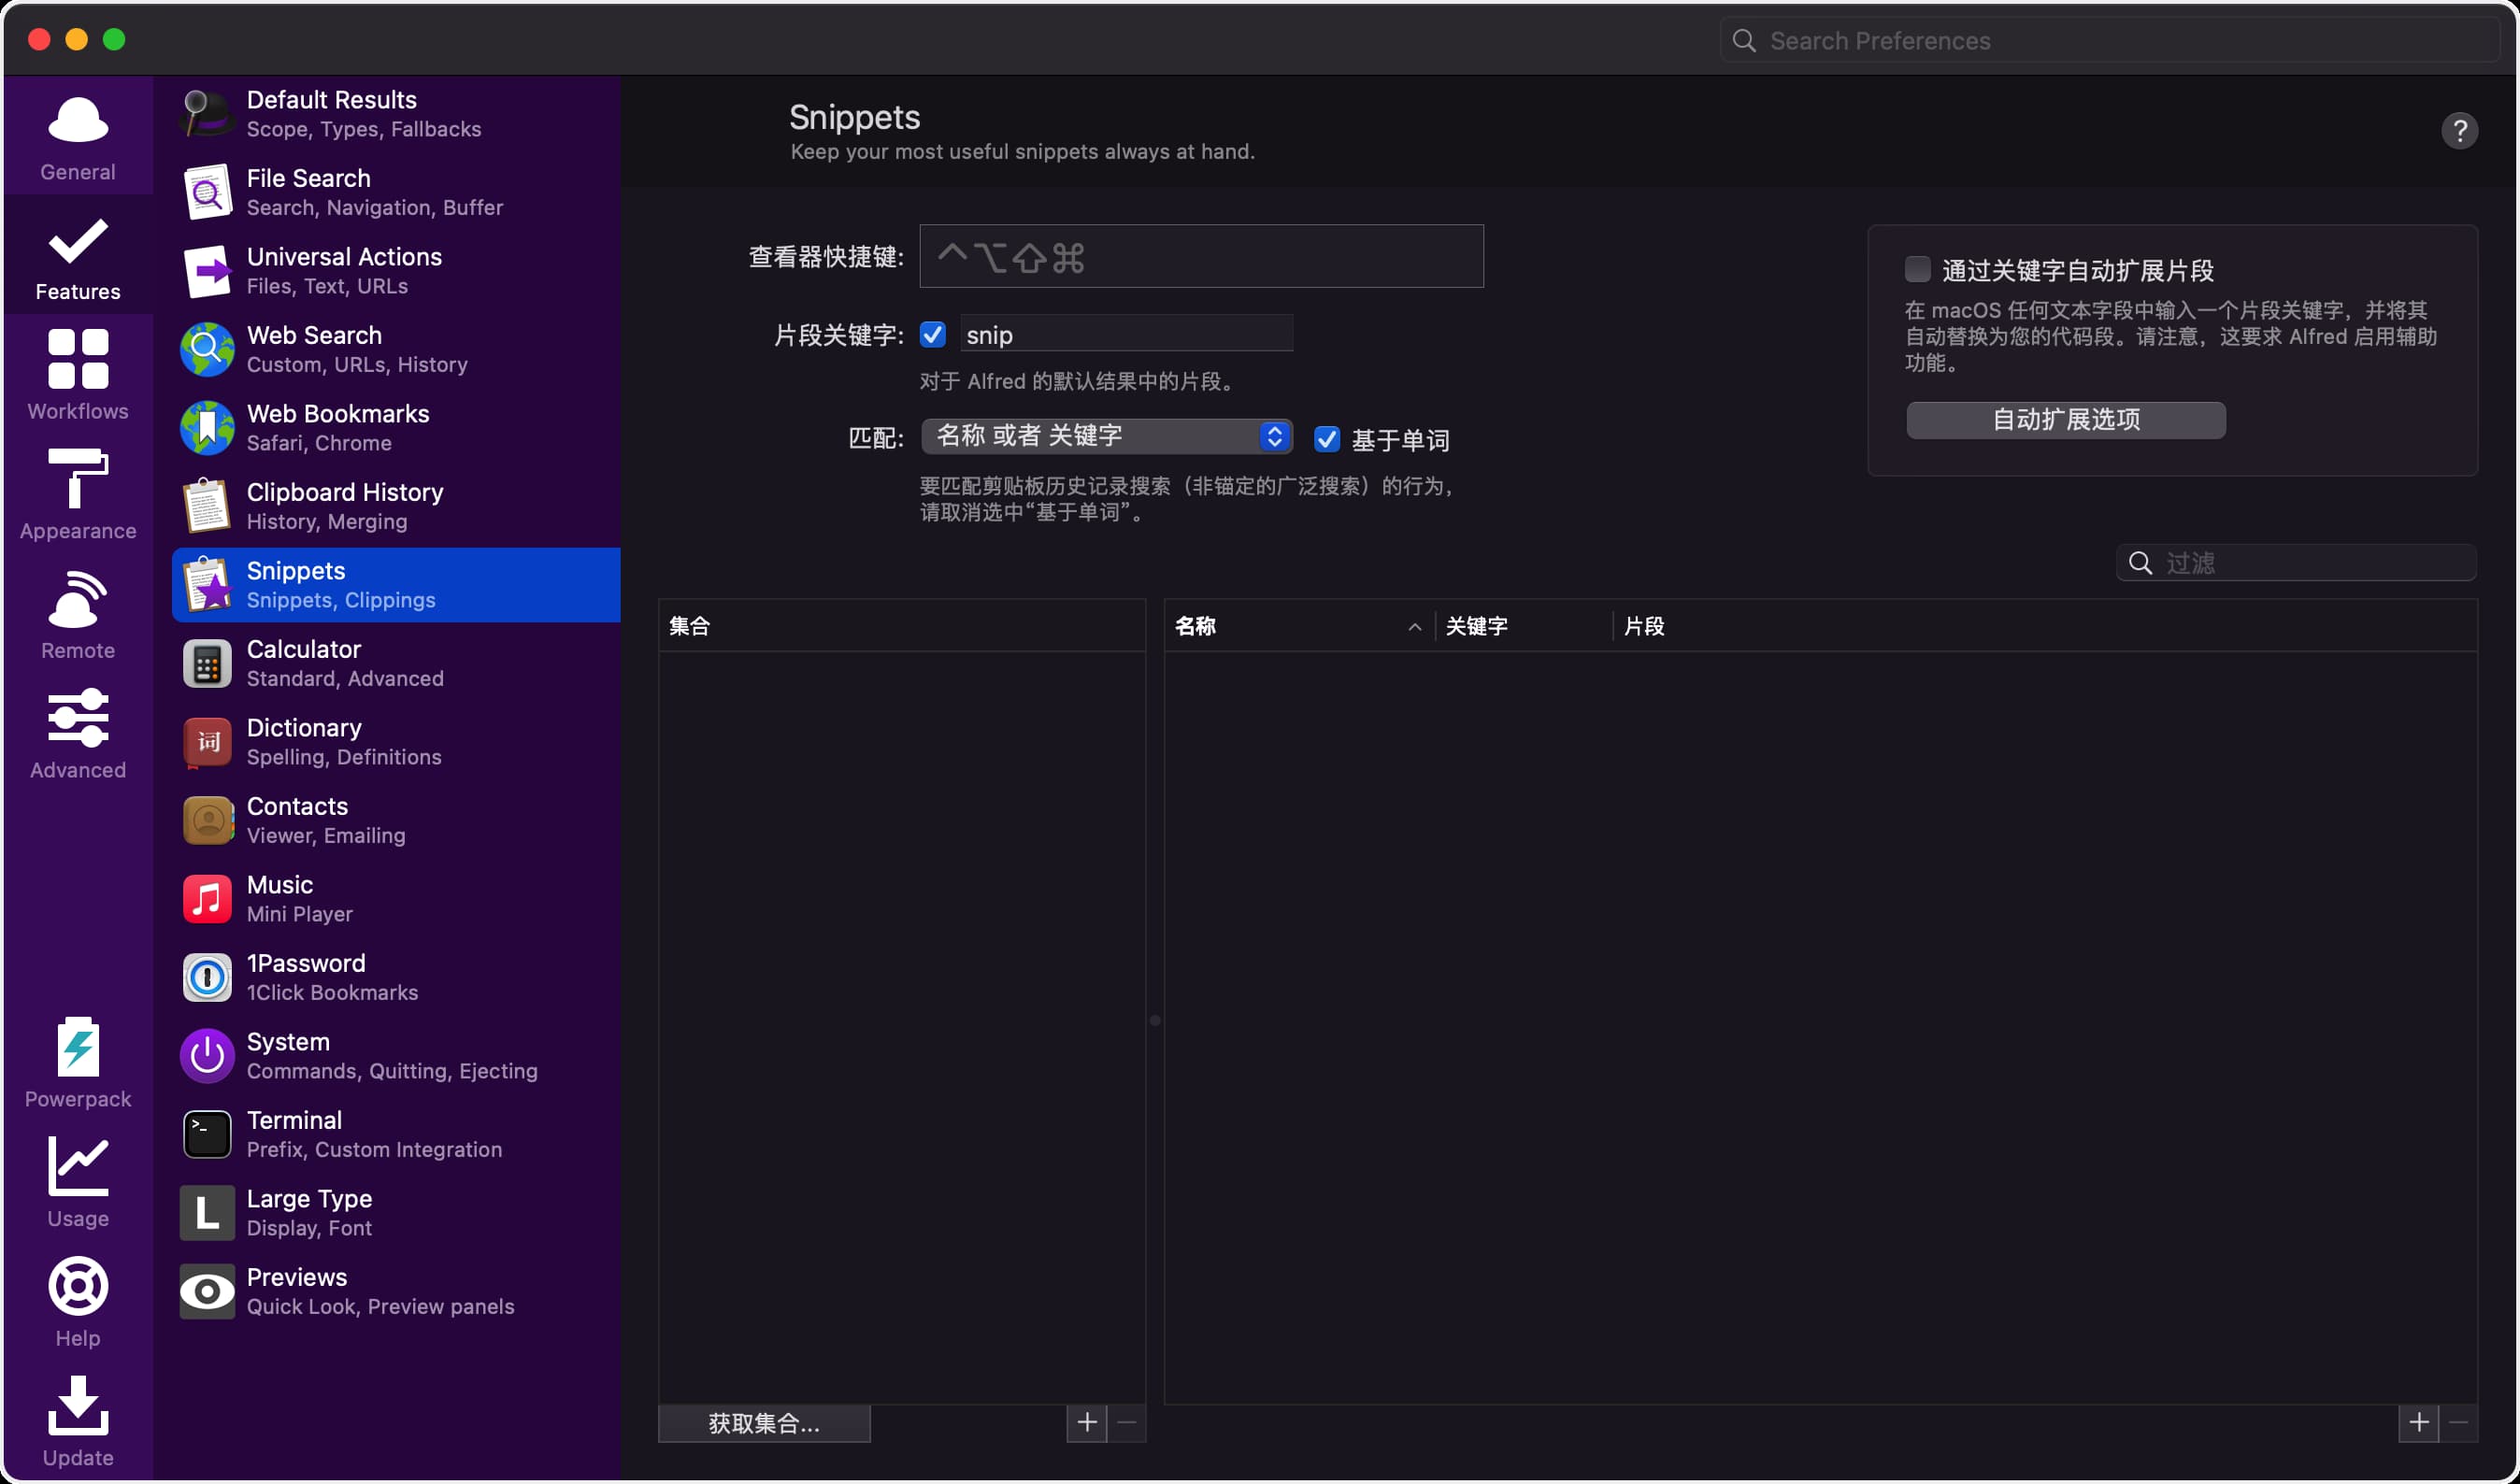 Search Preferences
General
Features
Workflows
Appearance
Remote
Advanced
Powerpack
Usage
Help
Update
Default Results
Scope, Types, Fallbacks
File Search
Search, Navigation, Buffer
Universal Actions
Files, Text, URLs
Web Search
Custom, URLs, History
Web Bookmarks
Safari, Chrome
Clipboard History
History, Merging
Snippets
Snippets, Clippings
Calculator
Standard, Advanced
词
Dictionary
Spelling, Definitions
Contacts
Viewer, Emailing
Music
Mini Player
1Password
1Click Bookmarks
System
Commands, Quitting, Ejecting
>_
Terminal
Prefix, Custom Integration
L
Large Type
Display, Font
Previews
Quick Look, Preview panels
Snippets
Keep your most useful snippets always at hand.
?
查看器快捷键: ^⌥⇧⌘
片段关键字: snip
对于 Alfred 的默认结果中的片段。
匹配: 名称 或者 关键字 基于单词
要匹配剪贴板历史记录搜索（非锚定的广泛搜索）的行为，
请取消选中“基于单词”。
通过关键字自动扩展片段
在 macOS 任何文本字段中输入一个片段关键字，并将其
自动替换为您的代码段。请注意，这要求 Alfred 启用辅助
功能。
自动扩展选项
过滤
集合
名称 关键字 片段
获取集合... + −
+ −